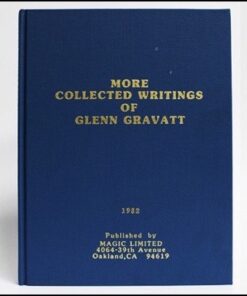 MORE
COLLECTED WRITINGS
OF
GLENN GRAVATT
1982
Published by
MAGIC LIMITED
4064-39th Avenue
Oakland,CA 94619